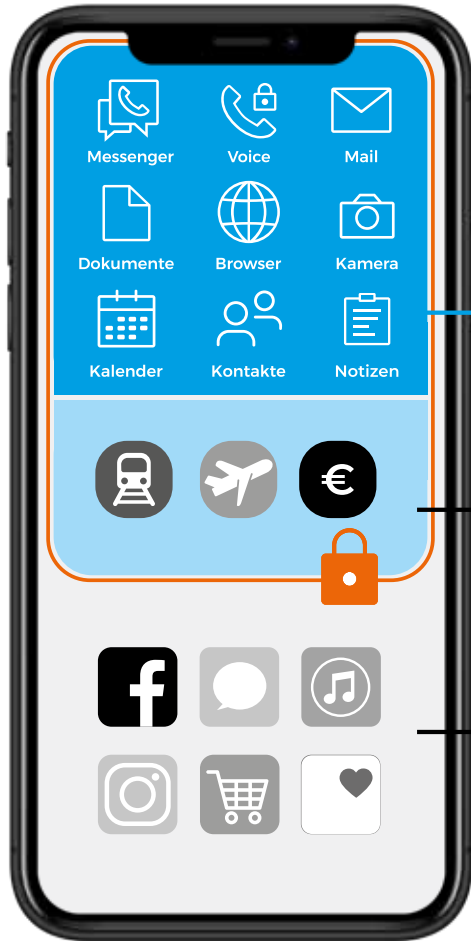 Messenger
Voice
Mail
Dokumente
Browser
Kamera
Kalender
Kontakte
Notizen
€
f